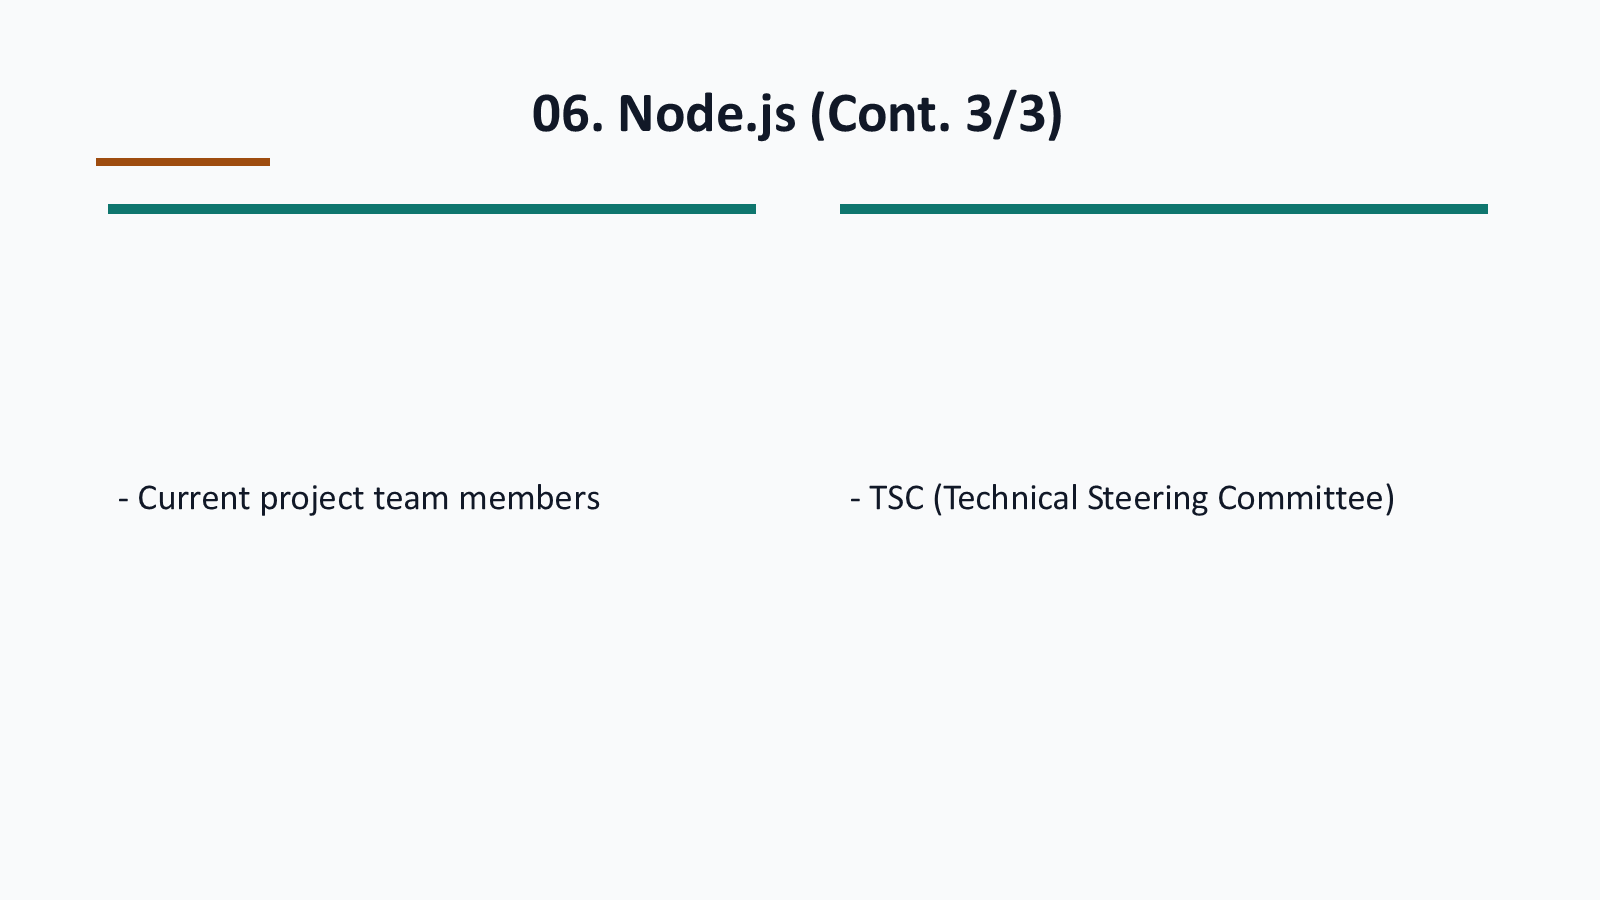 06. Node.js (Cont. 3/3)
- Current project team members
- TSC (Technical Steering Committee)